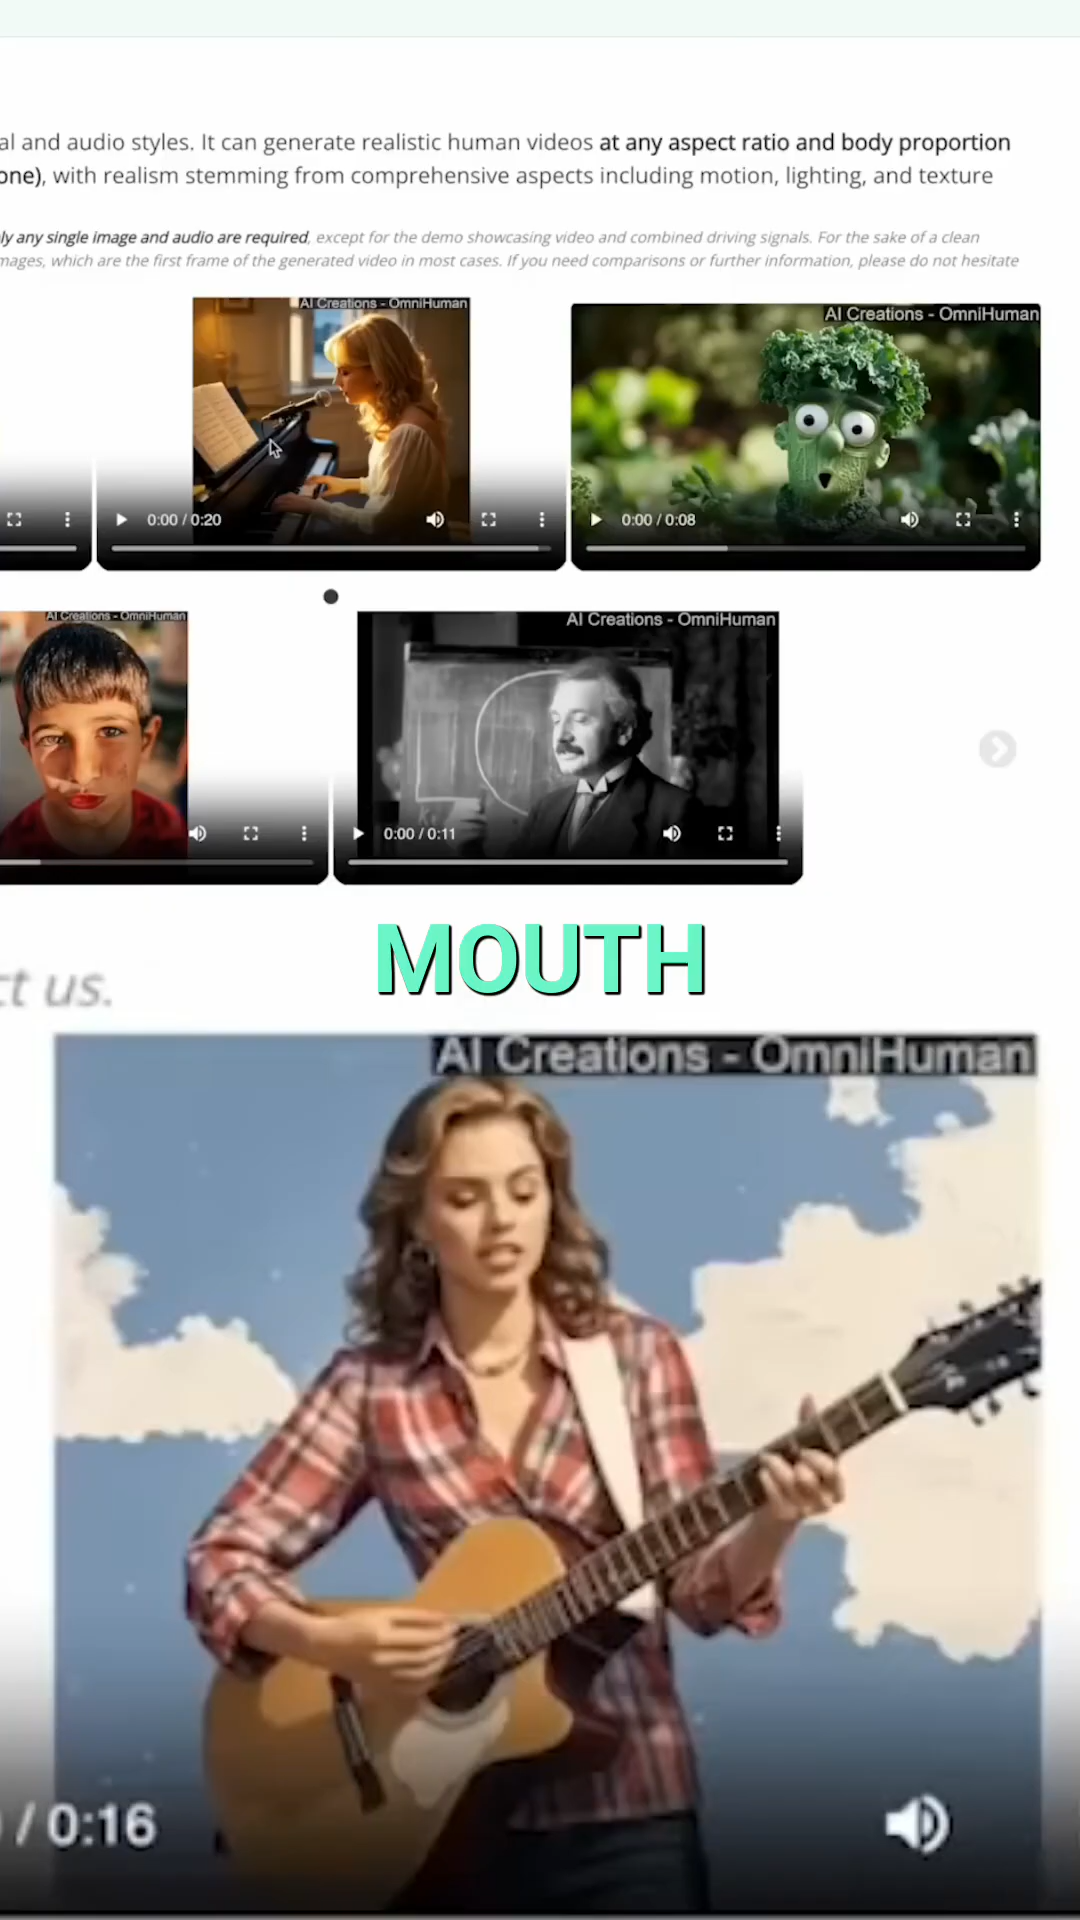 al and audio styles. It can generate realistic human videos at any aspect ratio and body proportion
one), with realism stemming from comprehensive aspects including motion, lighting, and texture
ly any single image and audio are required, except for the demo showcasing video and combined driving signals. For the sake of a clean
mages, which are the first frame of the generated video in most cases. If you need comparisons or further information, please do not hesitate
AI Creations - OmniHuman
AI Creations - OmniHuman
0:00 / 0:20
0:00 / 0:08
AI Creations - OmniHuman
AI Creations - OmniHuman
0:00 / 0:11
MOUTH
ct us.
AI Creations - OmniHuman
/ 0:16